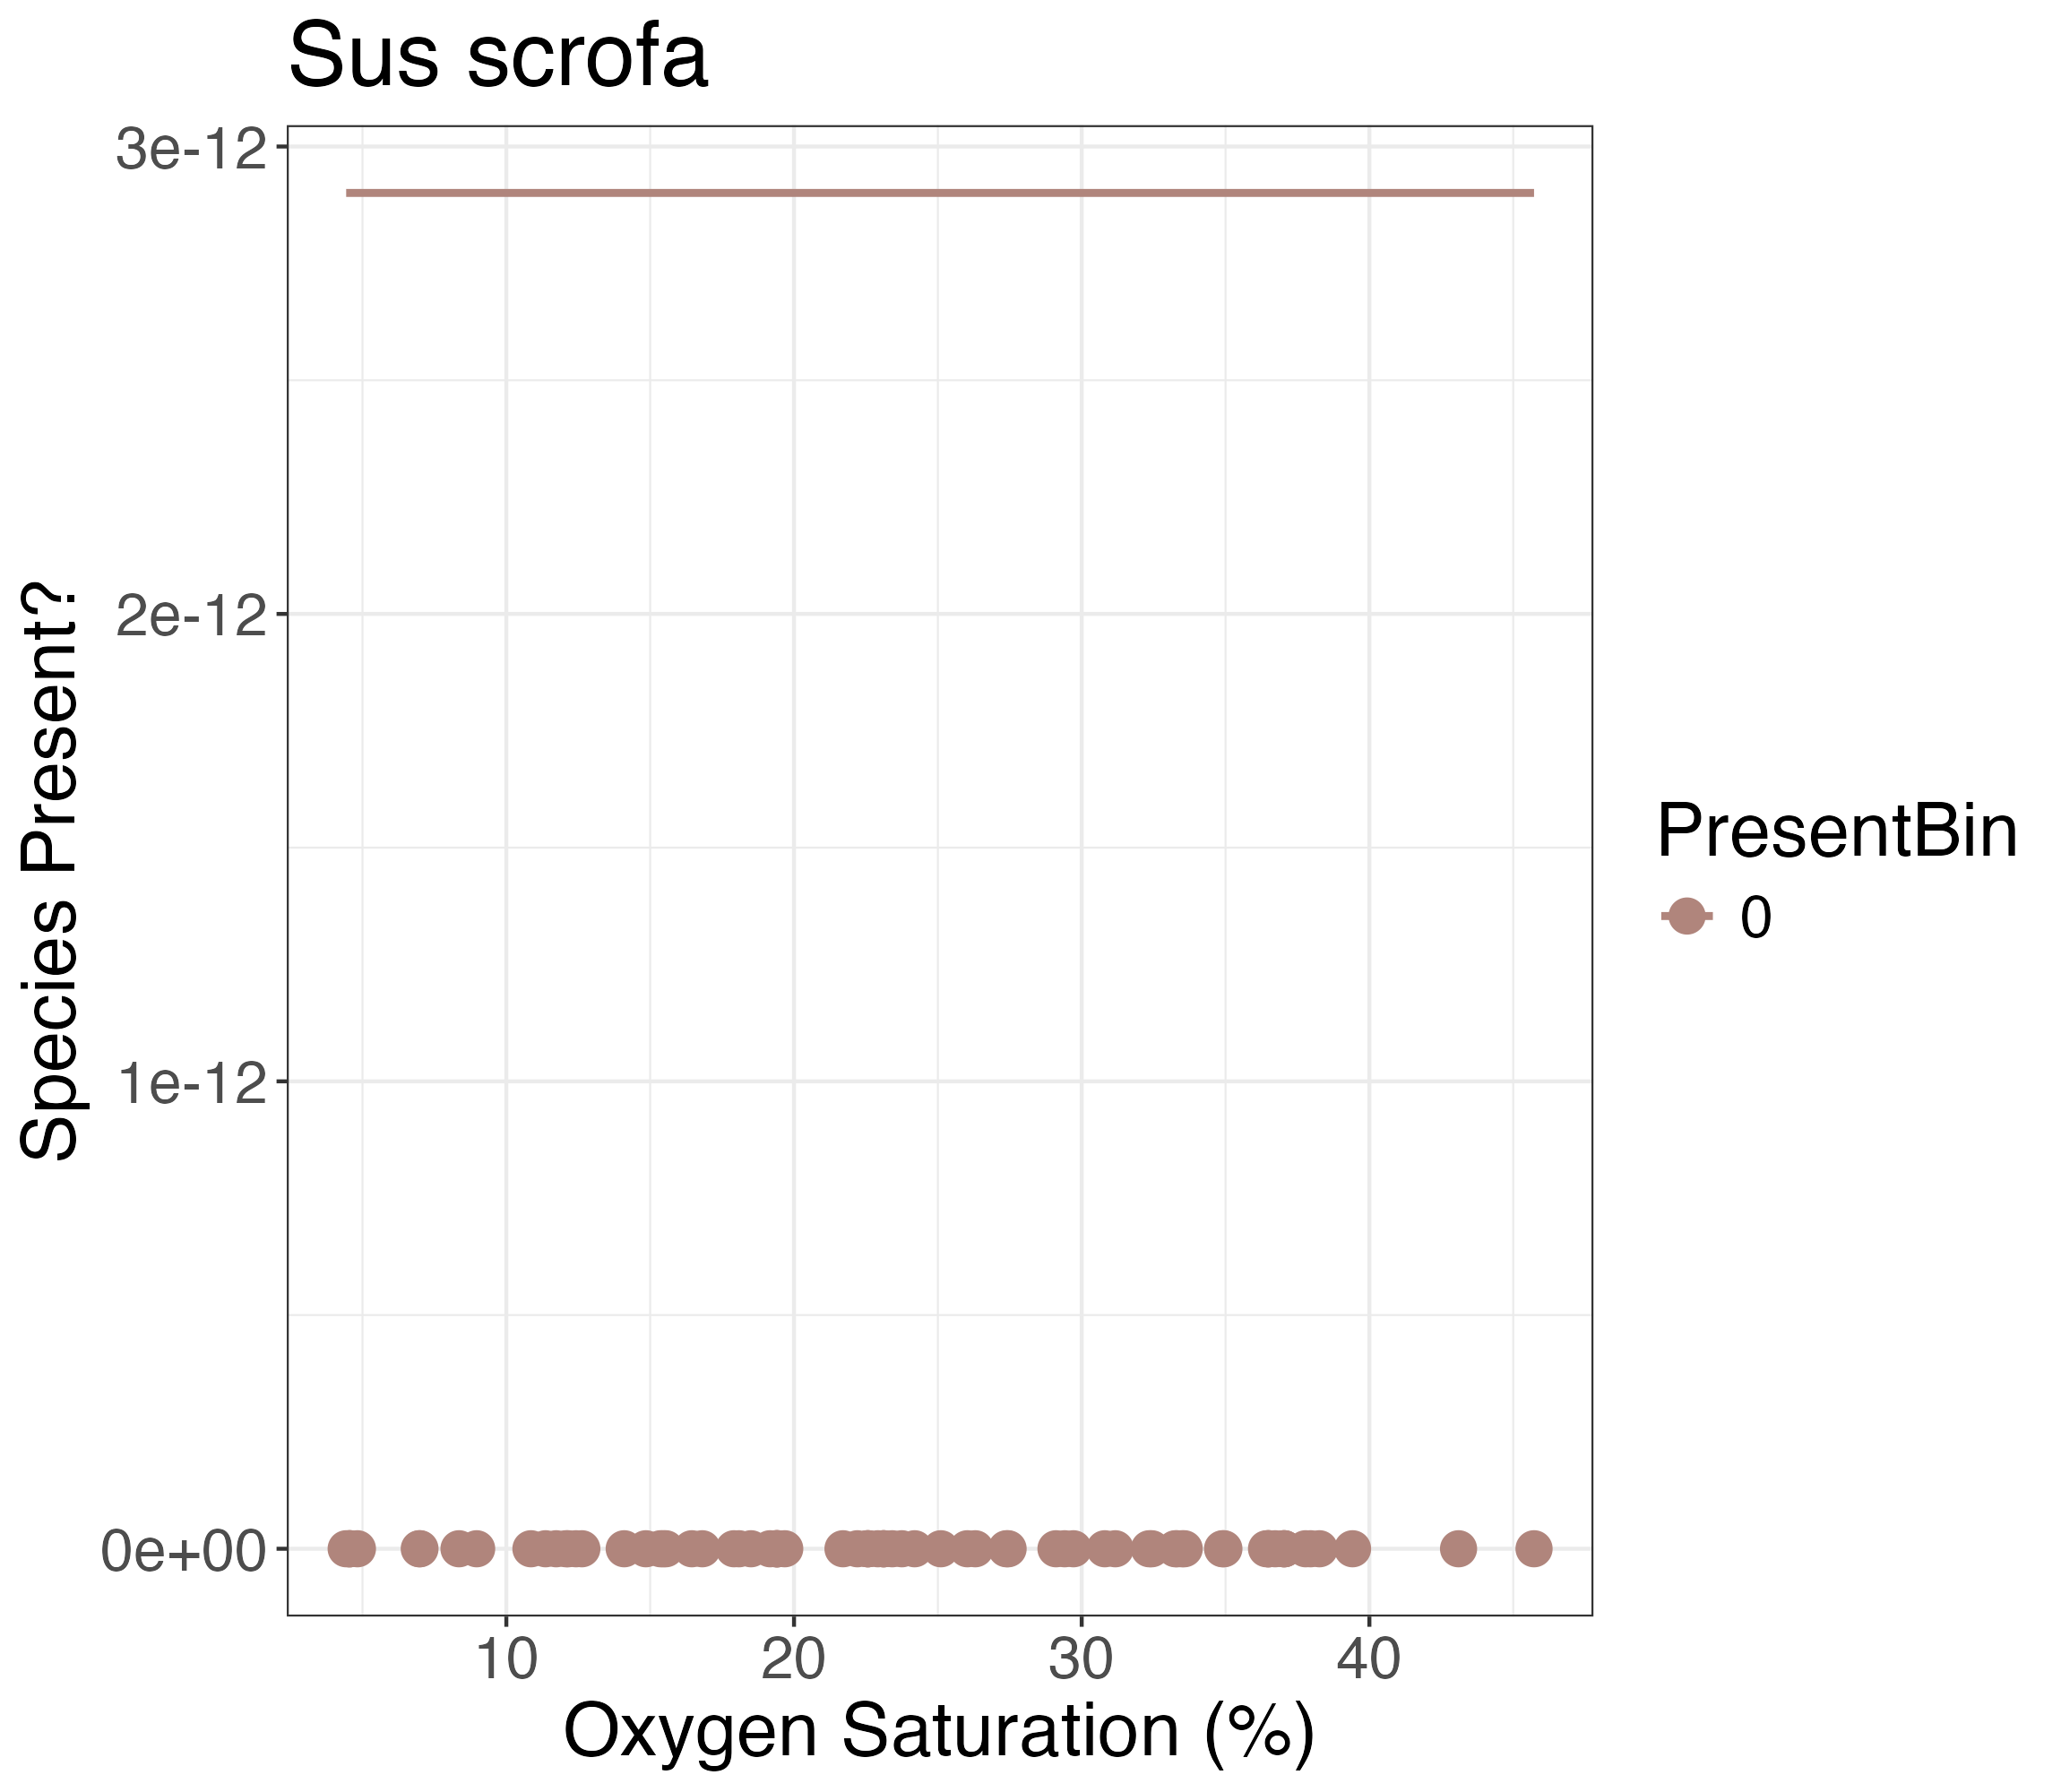 Sus scrofa
3e-12
2e-12
1e-12
0e+00
Species Present?
10 20 30 40
Oxygen Saturation (%)
PresentBin
0